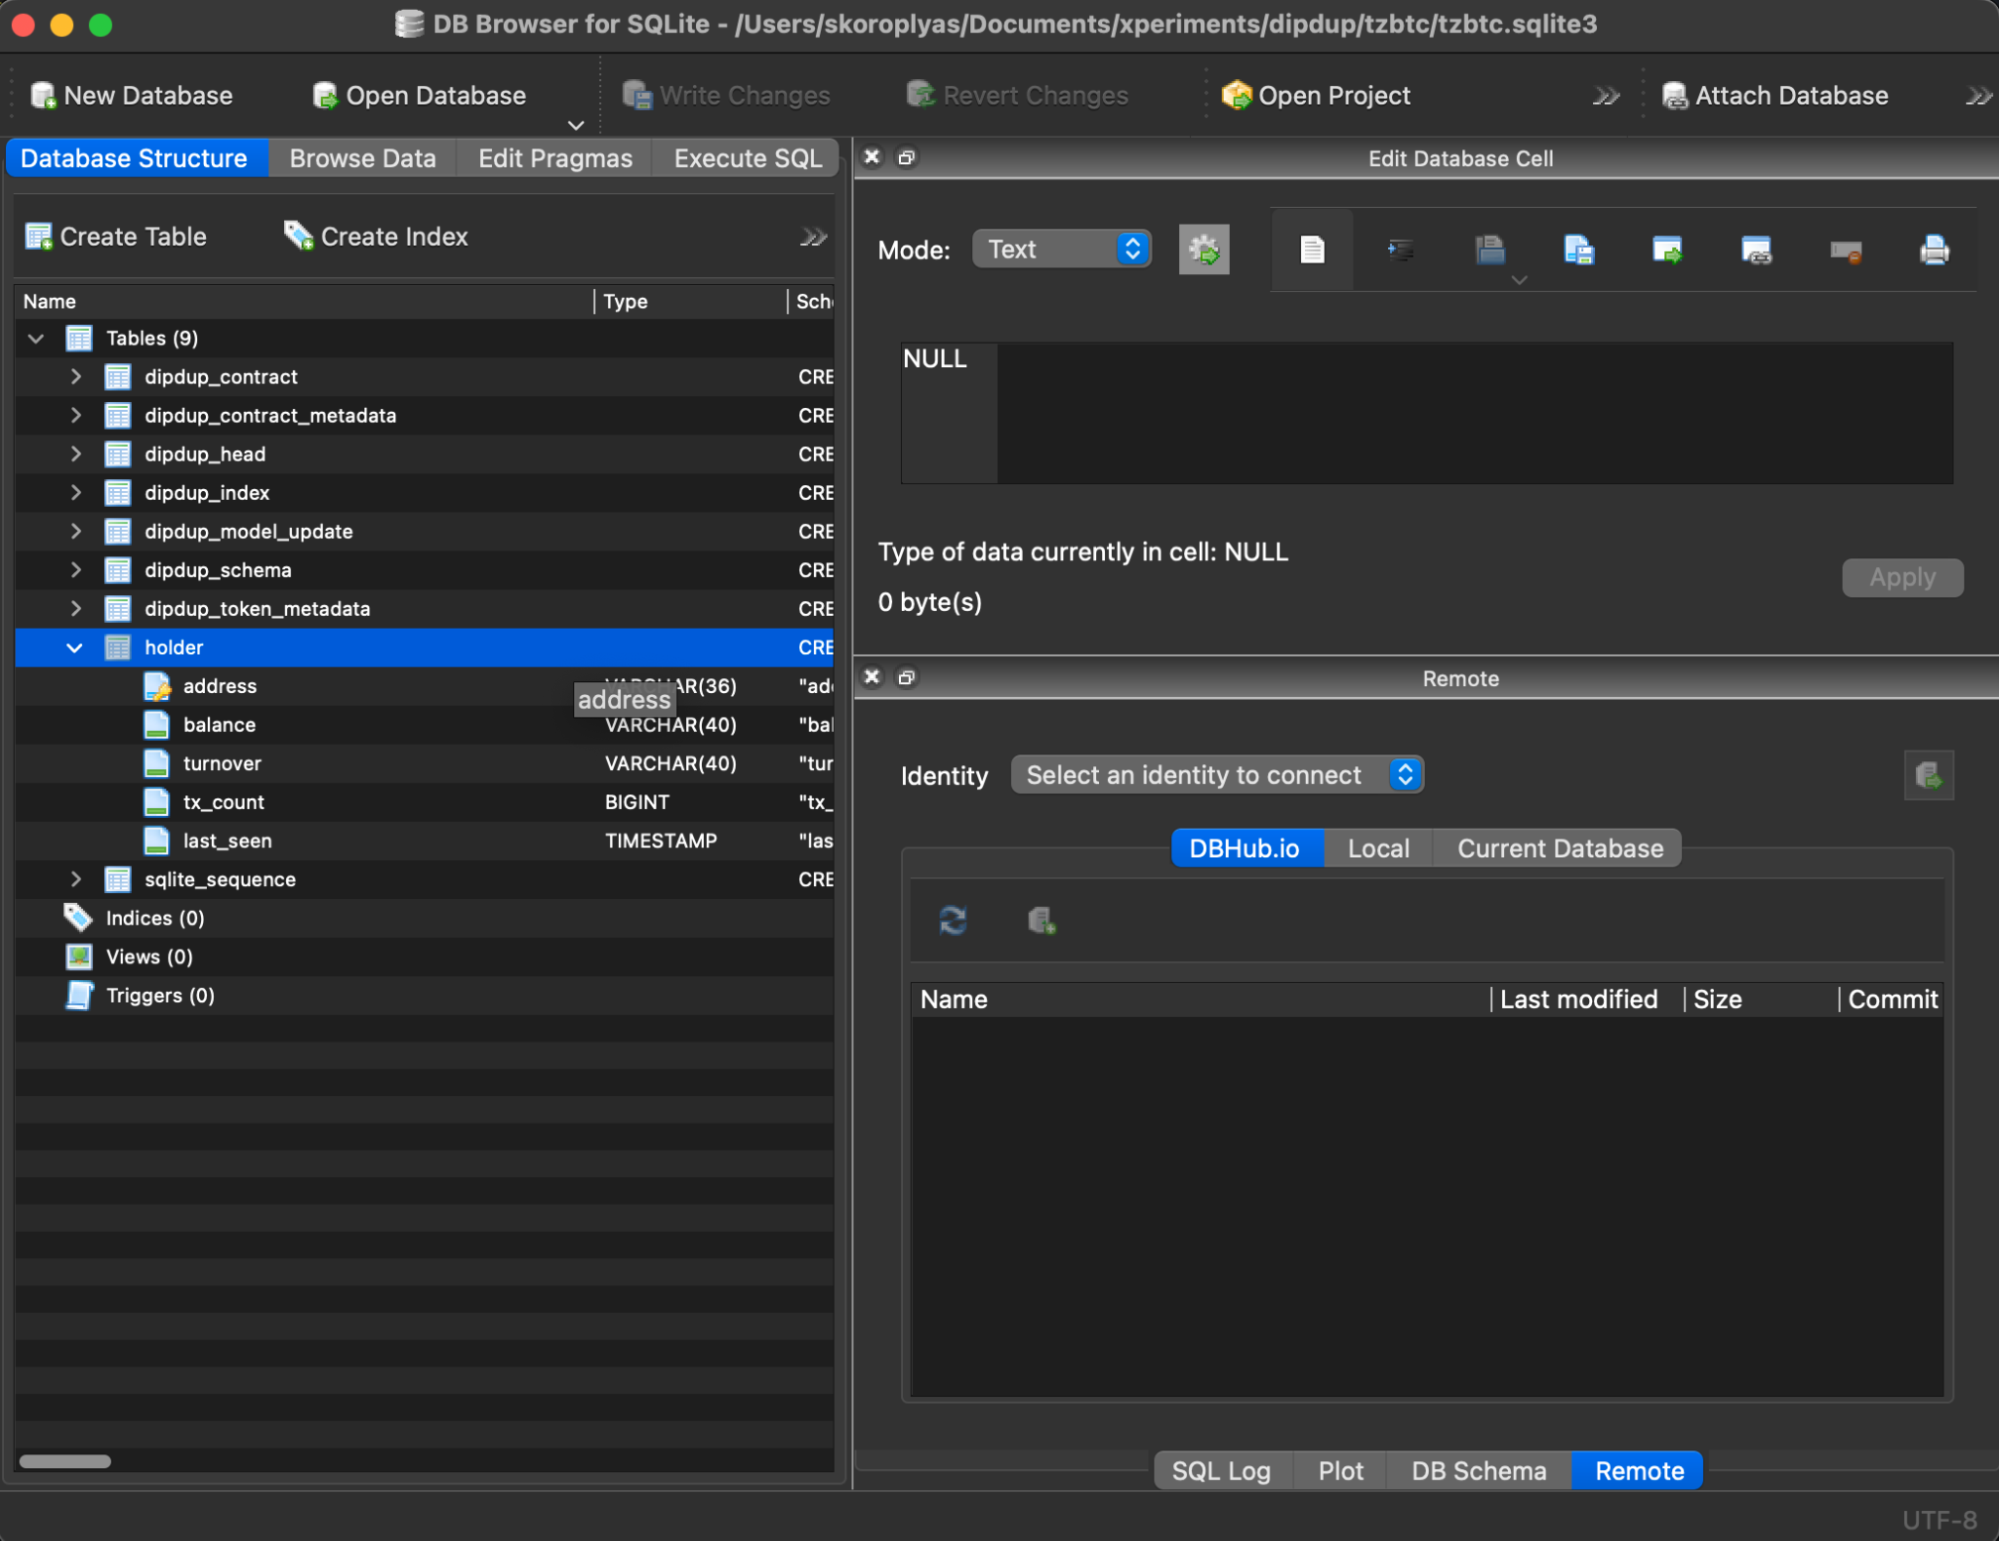 DB Browser for SQLite - /Users/skoroplyas/Documents/xperiments/dipdup/tzbtc/tzbtc.sqlite3
New Database Open Database Write Changes Revert Changes Open Project Attach Database
Database Structure Browse Data Edit Pragmas Execute SQL
Create Table Create Index
Name Type Sch
Tables (9)
dipdup_contract CRE
dipdup_contract_metadata CRE
dipdup_head CRE
dipdup_index CRE
dipdup_model_update CRE
dipdup_schema CRE
dipdup_token_metadata CRE
holder CRE
address VARCHAR(36) "ad
address
balance VARCHAR(40) "bal
turnover VARCHAR(40) "tur
tx_count BIGINT "tx_
last_seen TIMESTAMP "las
sqlite_sequence CRE
Indices (0)
Views (0)
Triggers (0)
Edit Database Cell
Mode: Text
NULL
Type of data currently in cell: NULL
0 byte(s)
Apply
Remote
Identity Select an identity to connect
DBHub.io Local Current Database
Name Last modified Size Commit
SQL Log Plot DB Schema Remote
UTF-8